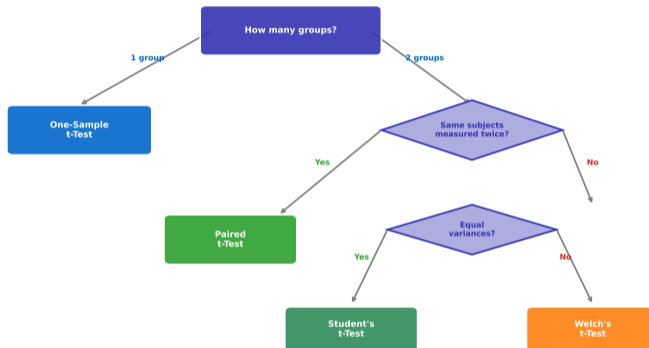 How many groups?
1 group
2 groups
One-Sample
t-Test
Same subjects
measured twice?
Yes
No
Paired
t-Test
Equal
variances?
Yes
No
Student's
t-Test
Welch's
t-Test